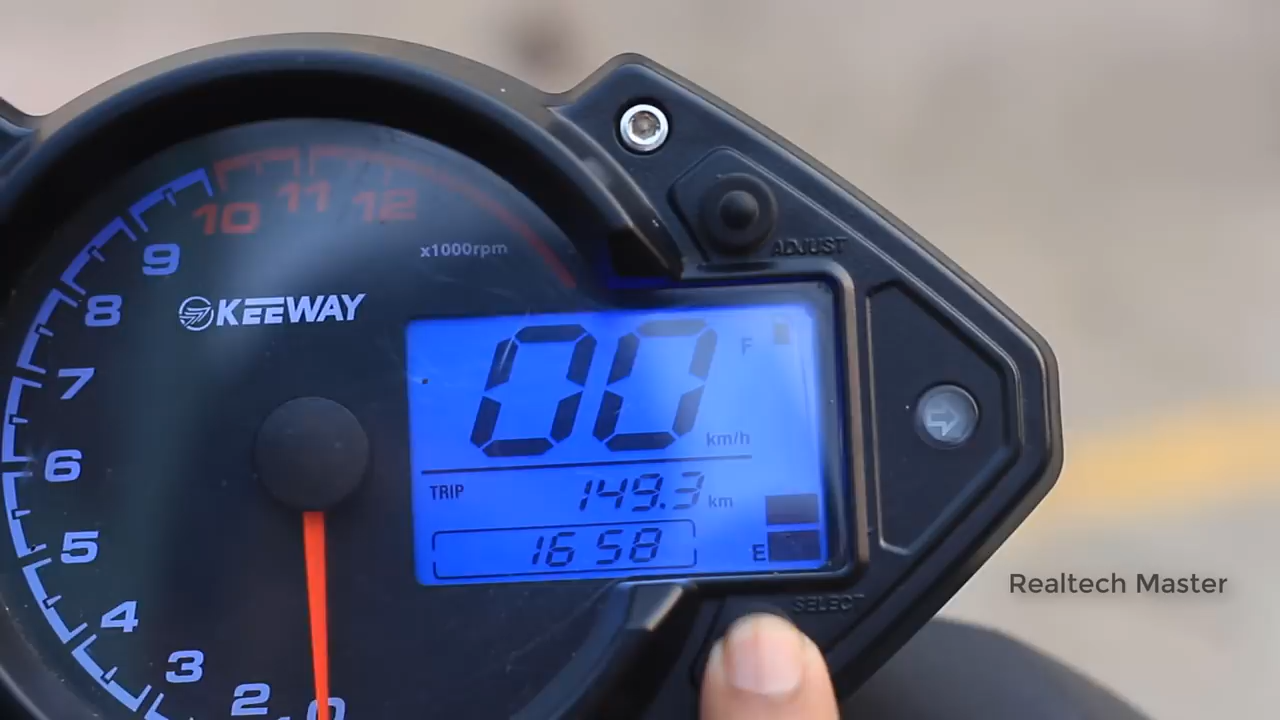 10 11 12
x1000rpm
ADJUST
9
KEEWAY
8
7
6
5
4
3
2
0
00
km/h
F
TRIP 149.3 km
16 58
E
SELECT
Realtech Master